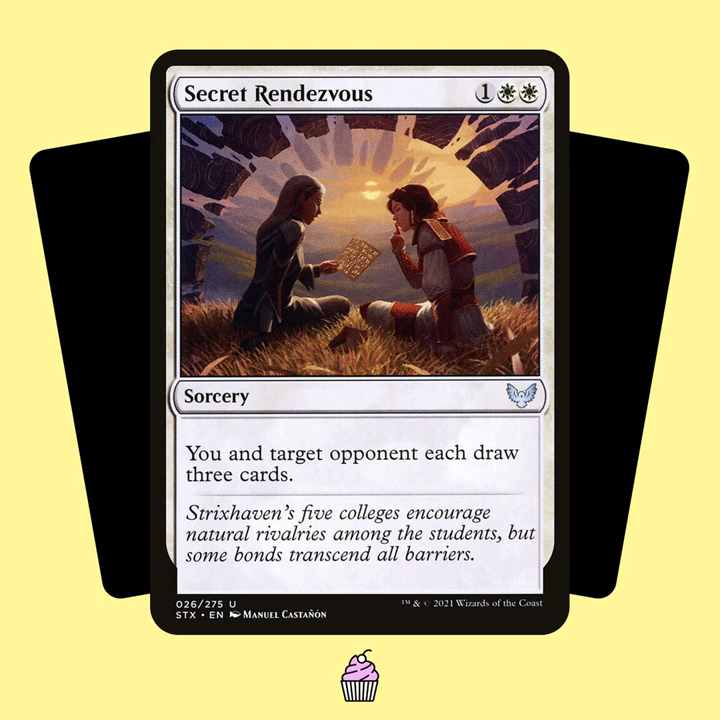 Secret Rendezvous 1
Sorcery
You and target opponent each draw
three cards.
Strixhaven's five colleges encourage
natural rivalries among the students, but
some bonds transcend all barriers.
026/275 U
STX • EN Manuel Castañón
™ & © 2021 Wizards of the Coast